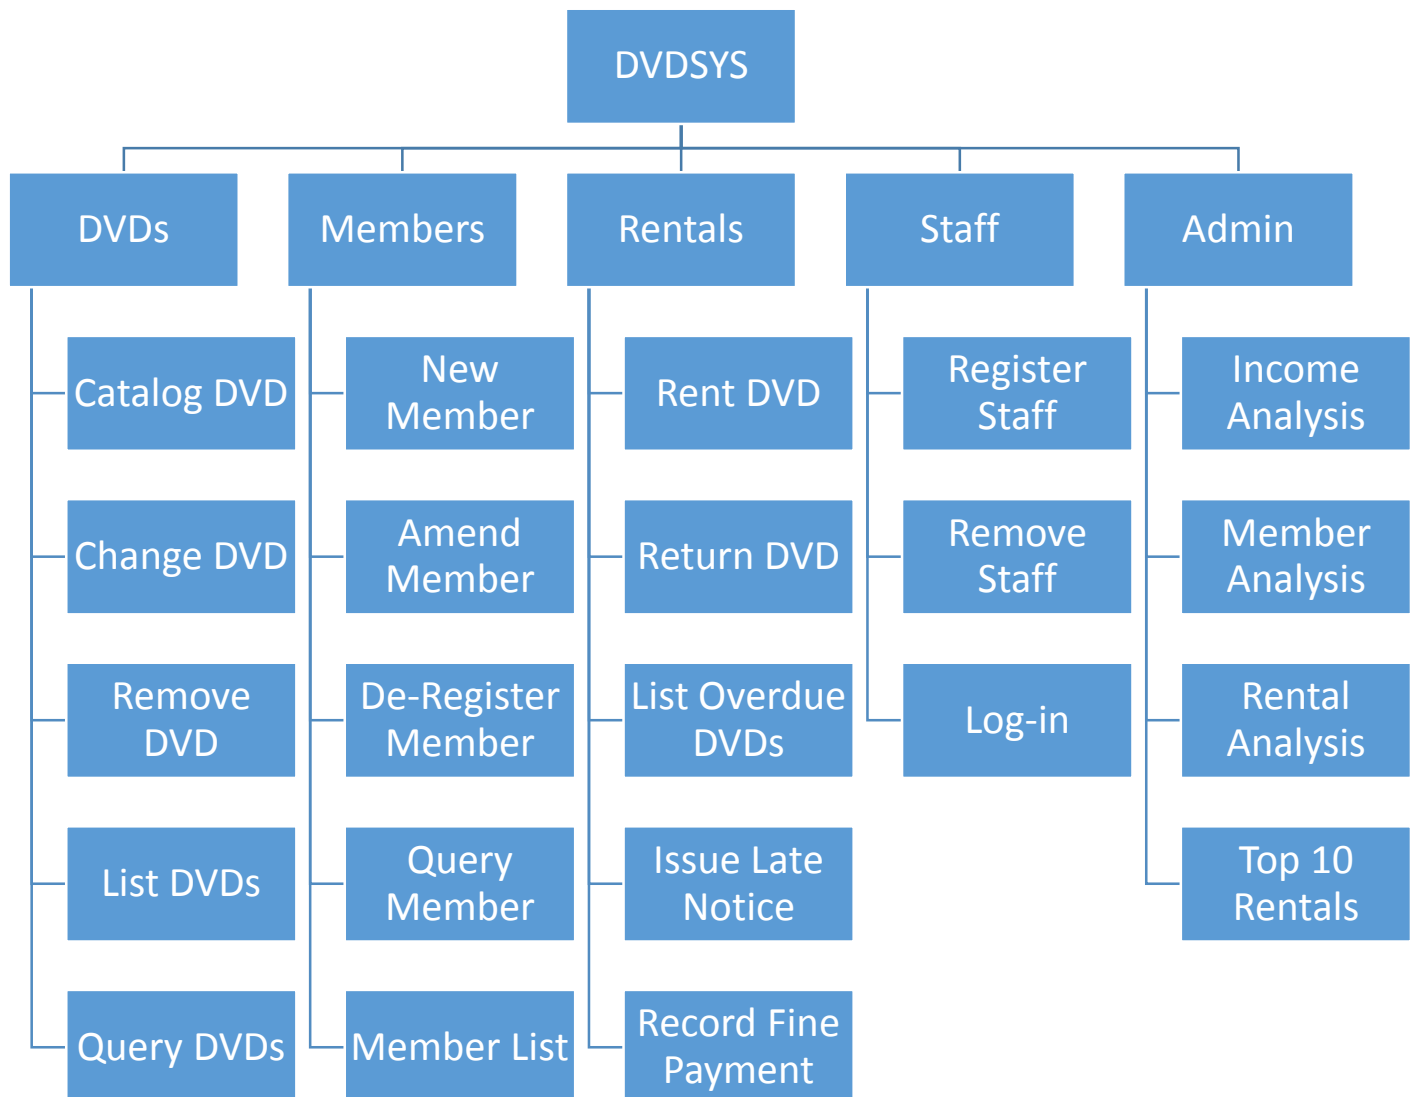 DVDSYS
DVDs
Members
Rentals
Staff
Admin
Catalog DVD
New
Member
Rent DVD
Register
Staff
Income
Analysis
Change DVD
Amend
Member
Return DVD
Remove
Staff
Member
Analysis
Remove
DVD
De-Register
Member
List Overdue
DVDs
Log-in
Rental
Analysis
List DVDs
Query
Member
Issue Late
Notice
Top 10
Rentals
Query DVDs
Member List
Record Fine
Payment